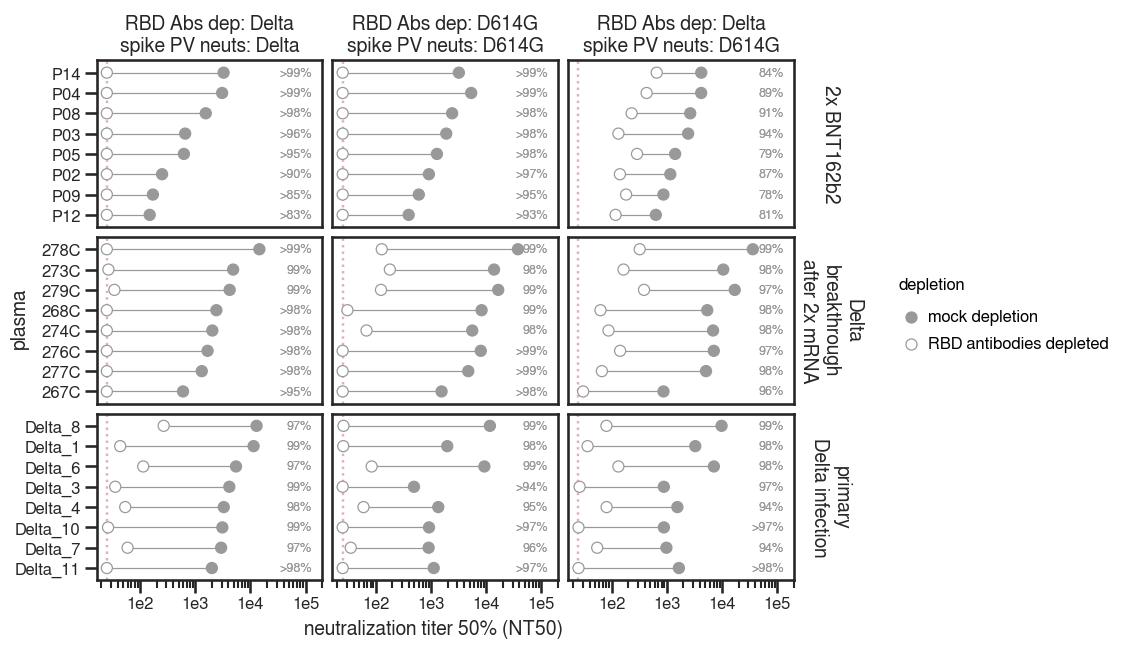 RBD Abs dep: Delta
spike PV neuts: Delta
RBD Abs dep: D614G
spike PV neuts: D614G
RBD Abs dep: Delta
spike PV neuts: D614G
P14 >99% >99% 84%
P04 >99% >99% 89%
P08 >98% >98% 91%
P03 >96% >98% 94%
P05 >95% >98% 79%
P02 >90% >97% 87%
P09 >85% >95% 78%
P12 >83% >93% 81%
2x BNT162b2
278C >99% 99% 99%
273C 99% 98% 98%
279C 99% 99% 97%
268C >98% 99% 98%
274C >98% 98% 98%
276C >98% >99% 97%
277C >98% >99% 98%
267C >95% >98% 96%
Delta
breakthrough
after 2x mRNA
plasma
Delta_8 97% 99% 99%
Delta_1 99% 98% 98%
Delta_6 97% 99% 98%
Delta_3 99% >94% 97%
Delta_4 98% 95% 94%
Delta_10 99% >97% >97%
Delta_7 97% 96% 94%
Delta_11 >98% >97% >98%
primary
Delta infection
1e2 1e3 1e4 1e5 1e2 1e3 1e4 1e5 1e2 1e3 1e4 1e5
neutralization titer 50% (NT50)
depletion
mock depletion
RBD antibodies depleted